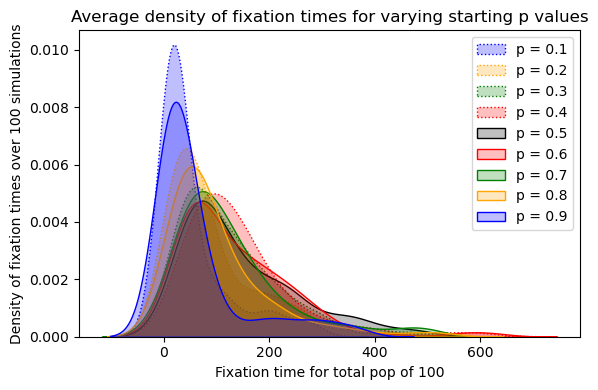 Average density of fixation times for varying starting p values
Density of fixation times over 100 simulations
0.010
0.008
0.006
0.004
0.002
0.000
p = 0.1
p = 0.2
p = 0.3
p = 0.4
p = 0.5
p = 0.6
p = 0.7
p = 0.8
p = 0.9
0 200 400 600
Fixation time for total pop of 100